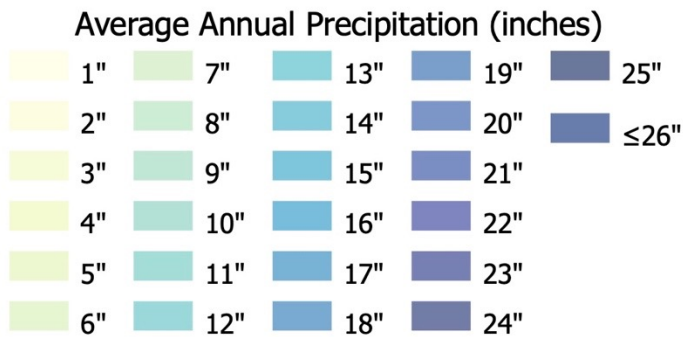 Average Annual Precipitation (inches)
1" 7" 13" 19" 25"
2" 8" 14" 20" ≤26"
3" 9" 15" 21"
4" 10" 16" 22"
5" 11" 17" 23"
6" 12" 18" 24"